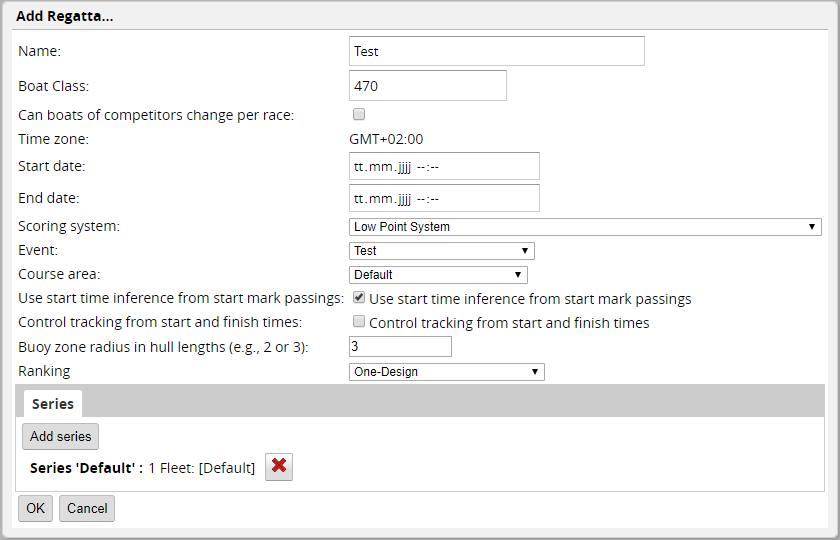 Add Regatta...
Name: Test
Boat Class: 470
Can boats of competitors change per race:
Time zone: GMT+02:00
Start date: tt.mm.jjjj --:--
End date: tt.mm.jjjj --:--
Scoring system: Low Point System
Event: Test
Course area: Default
Use start time inference from start mark passings: Use start time inference from start mark passings
Control tracking from start and finish times: Control tracking from start and finish times
Buoy zone radius in hull lengths (e.g., 2 or 3): 3
Ranking One-Design
Series
Add series
Series 'Default' : 1 Fleet: [Default]
OK Cancel